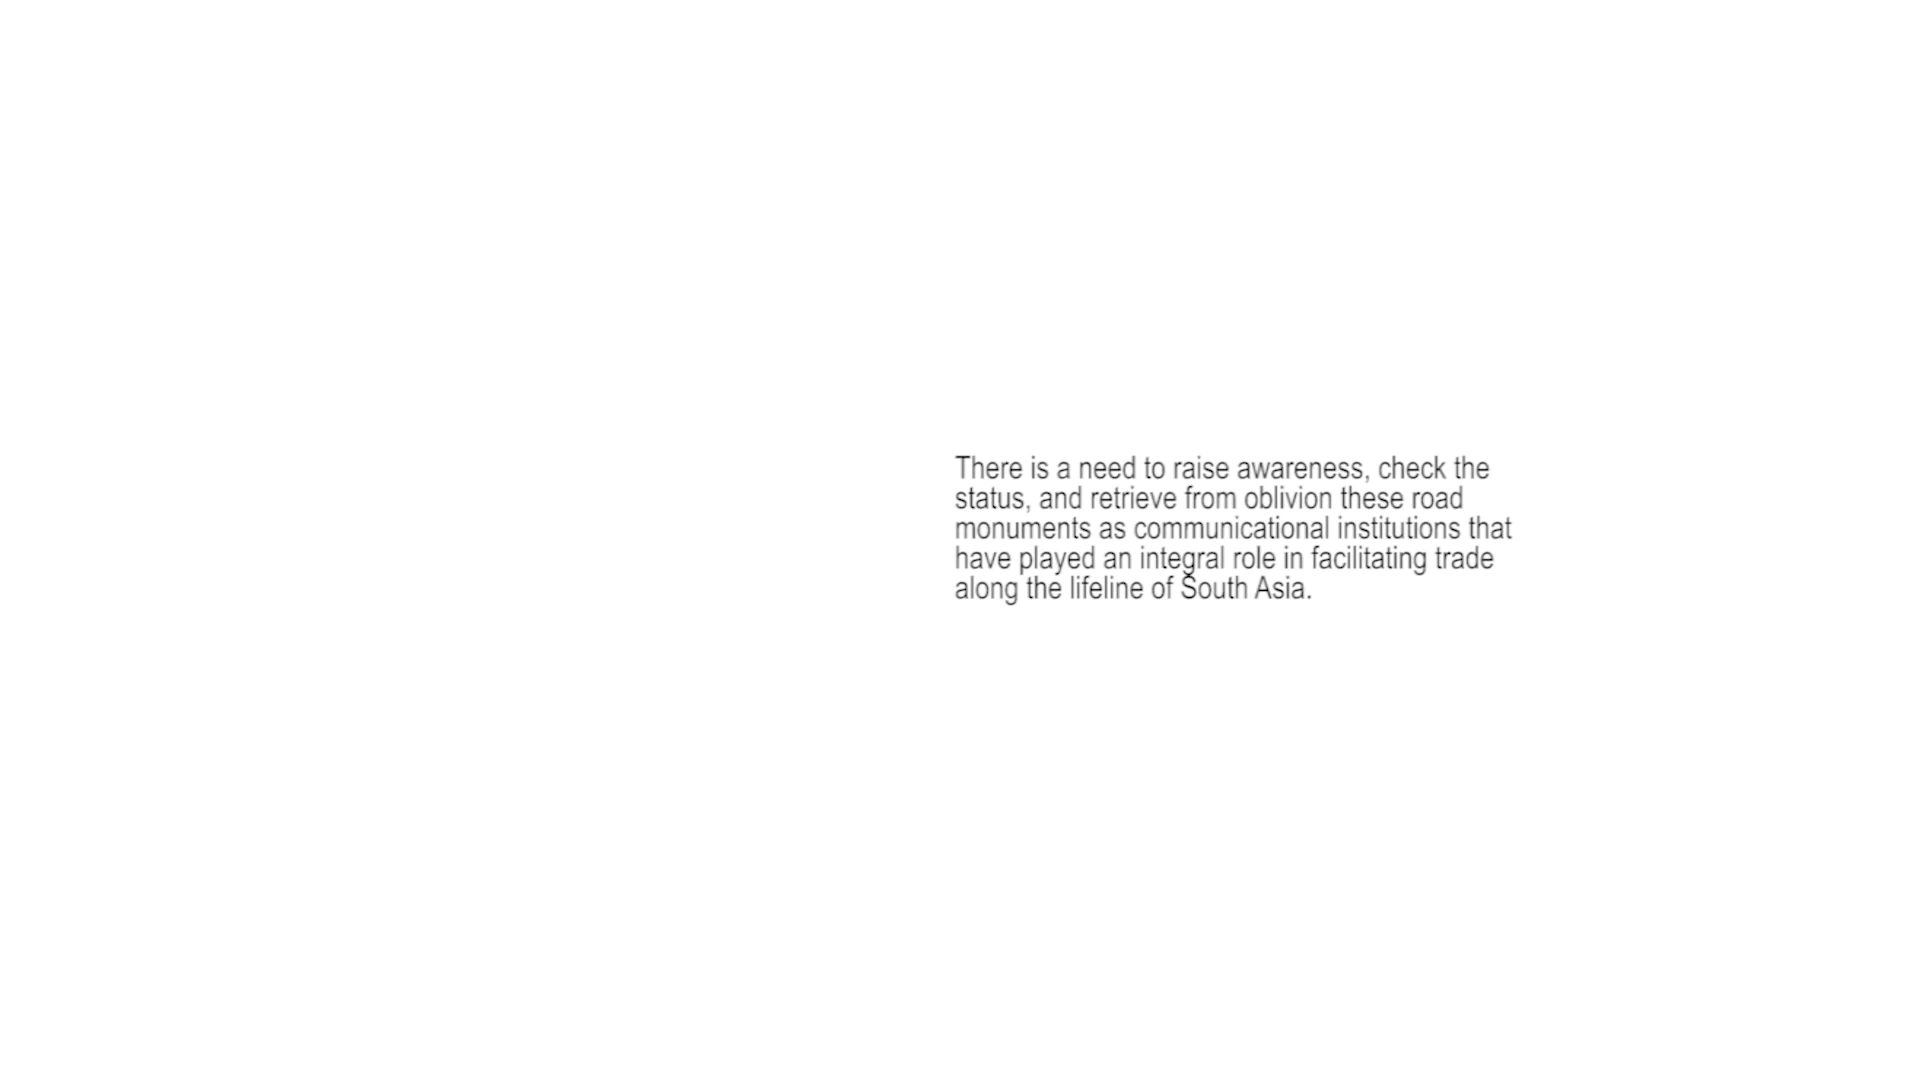 There is a need to raise awareness, check the
status, and retrieve from oblivion these road
monuments as communicational institutions that
have played an integral role in facilitating trade
along the lifeline of South Asia.